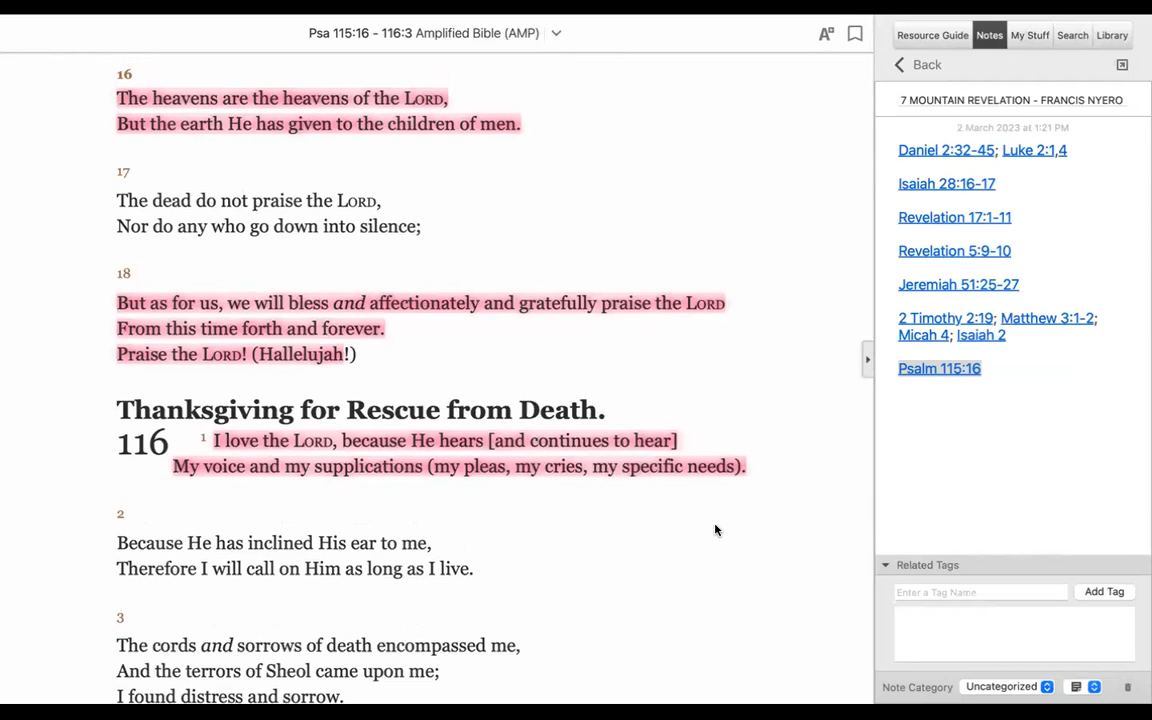 Psa 115:16 - 116:3 Amplified Bible (AMP)
16
The heavens are the heavens of the LORD,
But the earth He has given to the children of men.
17
The dead do not praise the LORD,
Nor do any who go down into silence;
18
But as for us, we will bless and affectionately and gratefully praise the LORD
From this time forth and forever.
Praise the LORD! (Hallelujah!)
Thanksgiving for Rescue from Death.
116 1 I love the LORD, because He hears [and continues to hear]
My voice and my supplications (my pleas, my cries, my specific needs).
2
Because He has inclined His ear to me,
Therefore I will call on Him as long as I live.
3
The cords and sorrows of death encompassed me,
And the terrors of Sheol came upon me;
I found distress and sorrow.
Resource Guide Notes My Stuff Search Library
Back
7 MOUNTAIN REVELATION - FRANCIS NYERO
2 March 2023 at 1:21 PM
Daniel 2:32-45; Luke 2:1,4
Isaiah 28:16-17
Revelation 17:1-11
Revelation 5:9-10
Jeremiah 51:25-27
2 Timothy 2:19; Matthew 3:1-2;
Micah 4; Isaiah 2
Psalm 115:16
Related Tags
Enter a Tag Name Add Tag
Note Category Uncategorized